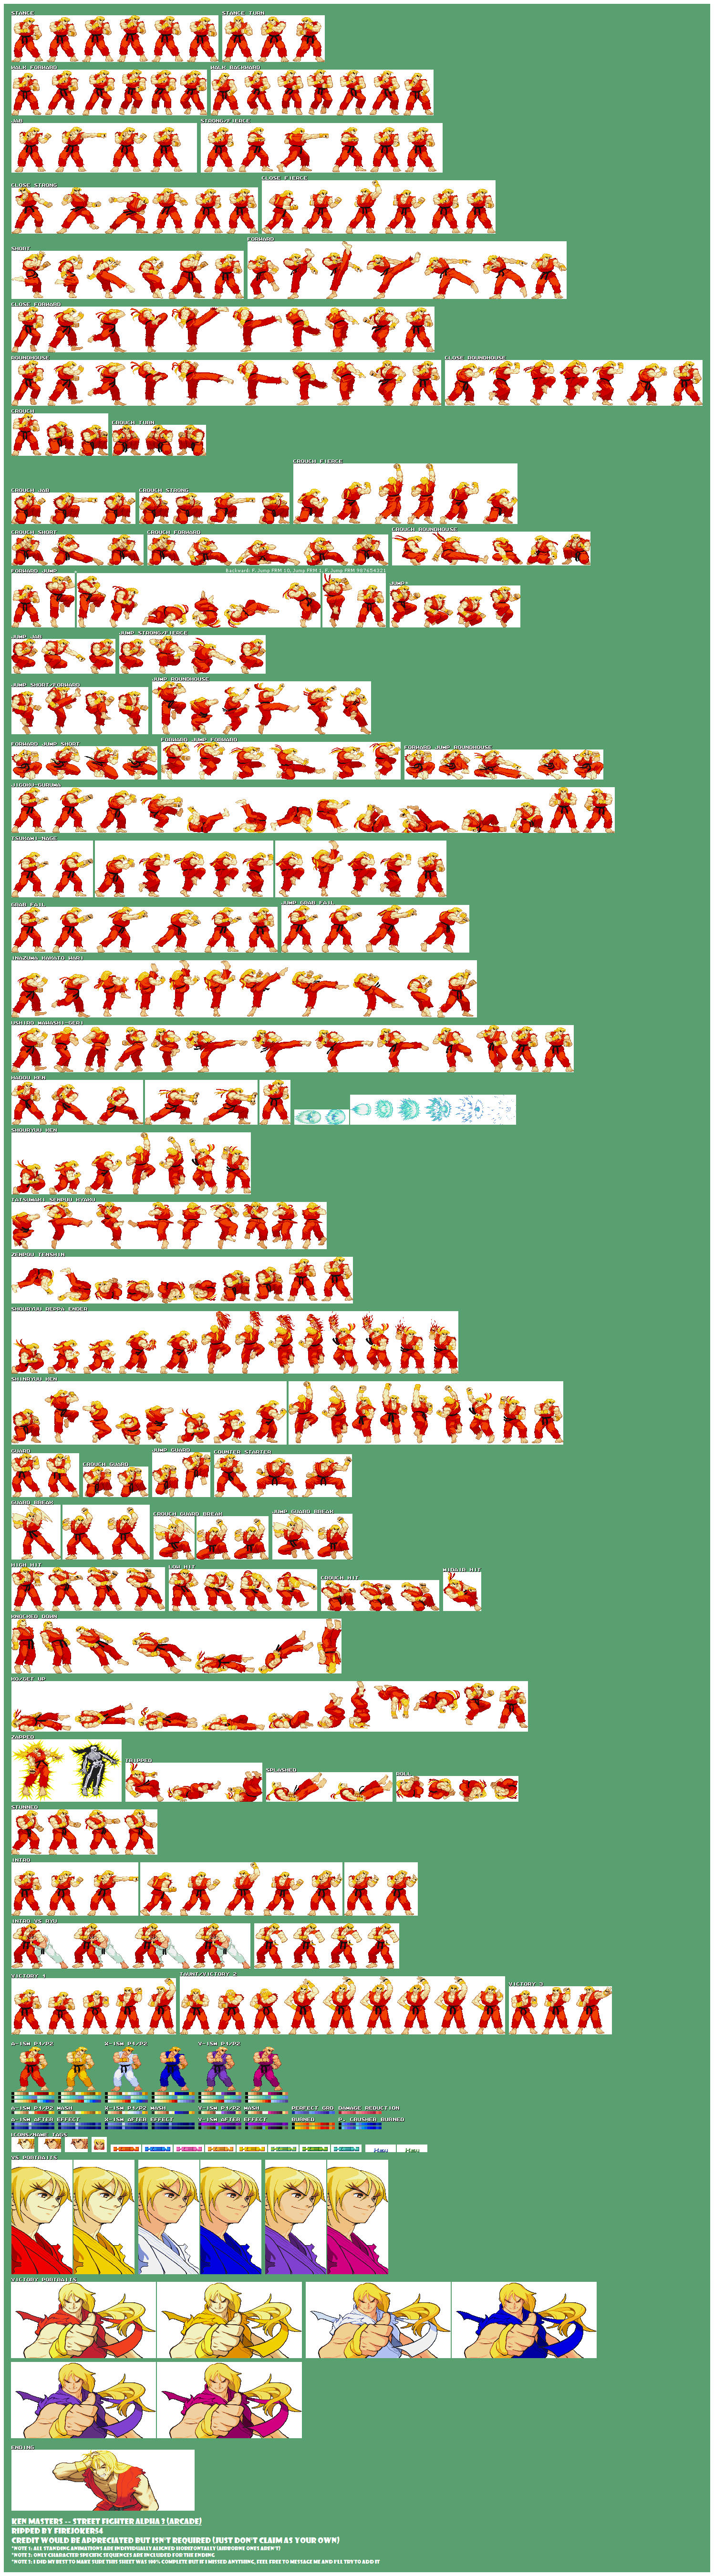 STANCE
STANCE TURN
WALK FORWARD
WALK BACKWARD
JAB
STRONG/FIERCE
CLOSE STRONG
CLOSE FIERCE
SHORT
FORWARD
CLOSE FORWARD
ROUNDHOUSE
CLOSE ROUNDHOUSE
CROUCH
CROUCH TURN
CROUCH JAB
CROUCH STRONG
CROUCH FIERCE
CROUCH SHORT
CROUCH FORWARD
CROUCH ROUNDHOUSE
FORWARD JUMP
Backward: F. Jump FRM 10, Jump FRM 1, F. Jump FRM 987654321
JUMP
JUMP JAB
JUMP STRONG/FIERCE
JUMP SHORT/FORWARD
JUMP ROUNDHOUSE
FORWARD JUMP SHORT
FORWARD JUMP FORWARD
FORWARD JUMP ROUNDHOUSE
JIGOKU-GURUMA
TSUKAMI-NAGE
GRAB FAIL
JUMP GRAB FAIL
INAZUMA KAKATO WARI
USHIRO MAWASHI-GERI
HADOU KEN
SHOURYUU KEN
TATSUMAKI SENPUU KYAKU
ZENPOU TENSHIN
SHOURYUU REPPA ENDER
SHINRYUU KEN
GUARD
CROUCH GUARD
JUMP GUARD
COUNTER STARTER
GUARD BREAK
CROUCH GUARD BREAK
JUMP GUARD BREAK
HIGH HIT
LOW HIT
CROUCH HIT
MIDAIR HIT
KNOCKED DOWN
KO/GET UP
ZAPPED
TRIPPED
SPLASHED
ROLL
STUNNED
INTRO
INTRO VS RYU
VICTORY 1
TAUNT/VICTORY 2
VICTORY 3
A-ISM P1/P2
X-ISM P1/P2
V-ISM P1/P2
A-ISM P1/P2 WASH
X-ISM P1/P2 WASH
V-ISM P1/P2 WASH
PERFECT GRD
DAMAGE REDUCTION
A-ISM AFTER EFFECT
X-ISM AFTER EFFECT
V-ISM AFTER EFFECT
BURNED
P. CRUSHER BURNED
ICONS/NAME TAGS
VS PORTRAITS
VICTORY PORTRAITS
ENDING
KEN MASTERS -- STREET FIGHTER ALPHA 3 (ARCADE)
RIPPED BY FIREJOKER54
CREDIT WOULD BE APPRECIATED BUT ISN'T REQUIRED (JUST DON'T CLAIM AS YOUR OWN)
*NOTE 1: ALL STANDING ANIMATIONS ARE INDIVIDUALLY ALIGNED HORIZONTALLY (AIRBORNE ONES AREN'T)
*NOTE 2: ONLY CHARACTER SPECIFIC SEQUENCES ARE INCLUDED FOR THE ENDING
*NOTE 3: I DID MY BEST TO MAKE SURE THIS SHEET WAS 100% COMPLETE BUT IF I MISSED ANYTHING, FEEL FREE TO MESSAGE ME AND I'LL TRY TO ADD IT